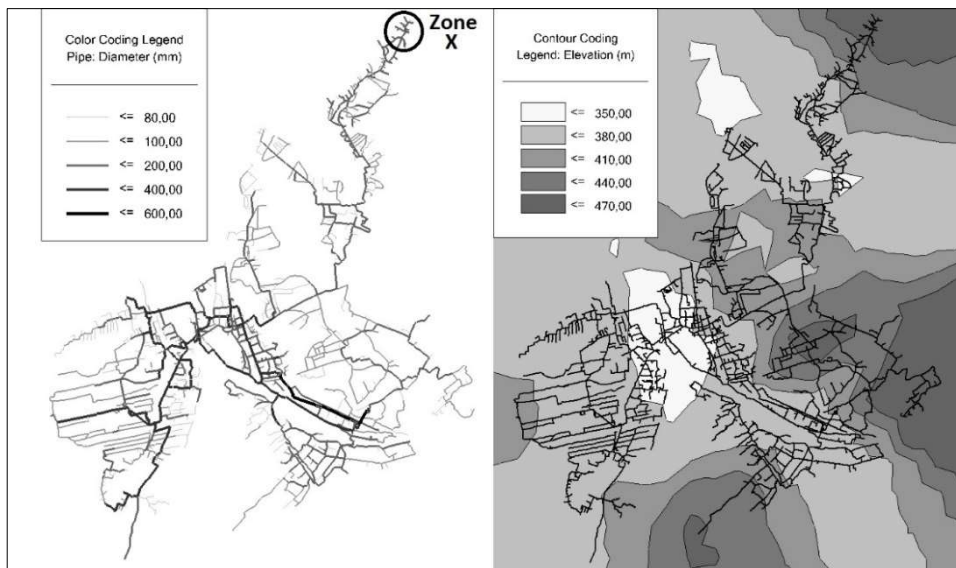 Color Coding Legend
Pipe: Diameter (mm)
<= 80,00
<= 100,00
<= 200,00
<= 400,00
<= 600,00
Zone
X
Contour Coding
Legend: Elevation (m)
<= 350,00
<= 380,00
<= 410,00
<= 440,00
<= 470,00